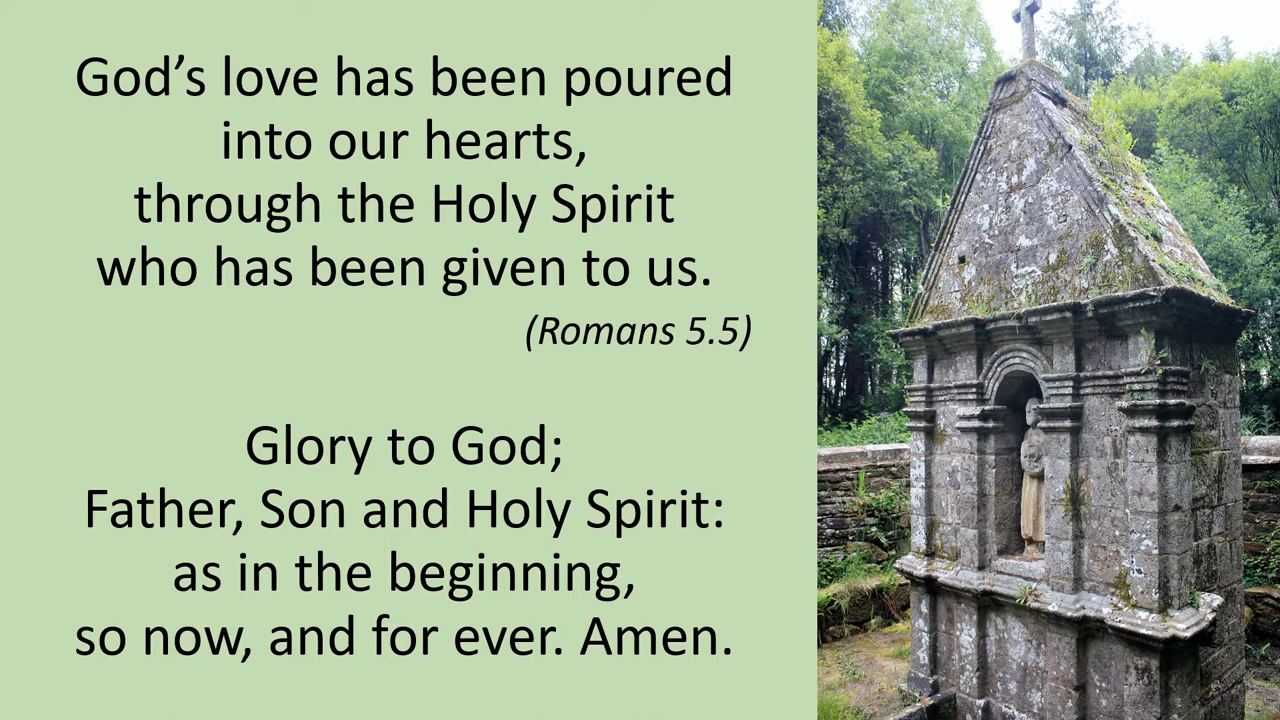 God’s love has been poured
into our hearts,
through the Holy Spirit
who has been given to us.
(Romans 5.5)
Glory to God;
Father, Son and Holy Spirit:
as in the beginning,
so now, and for ever. Amen.